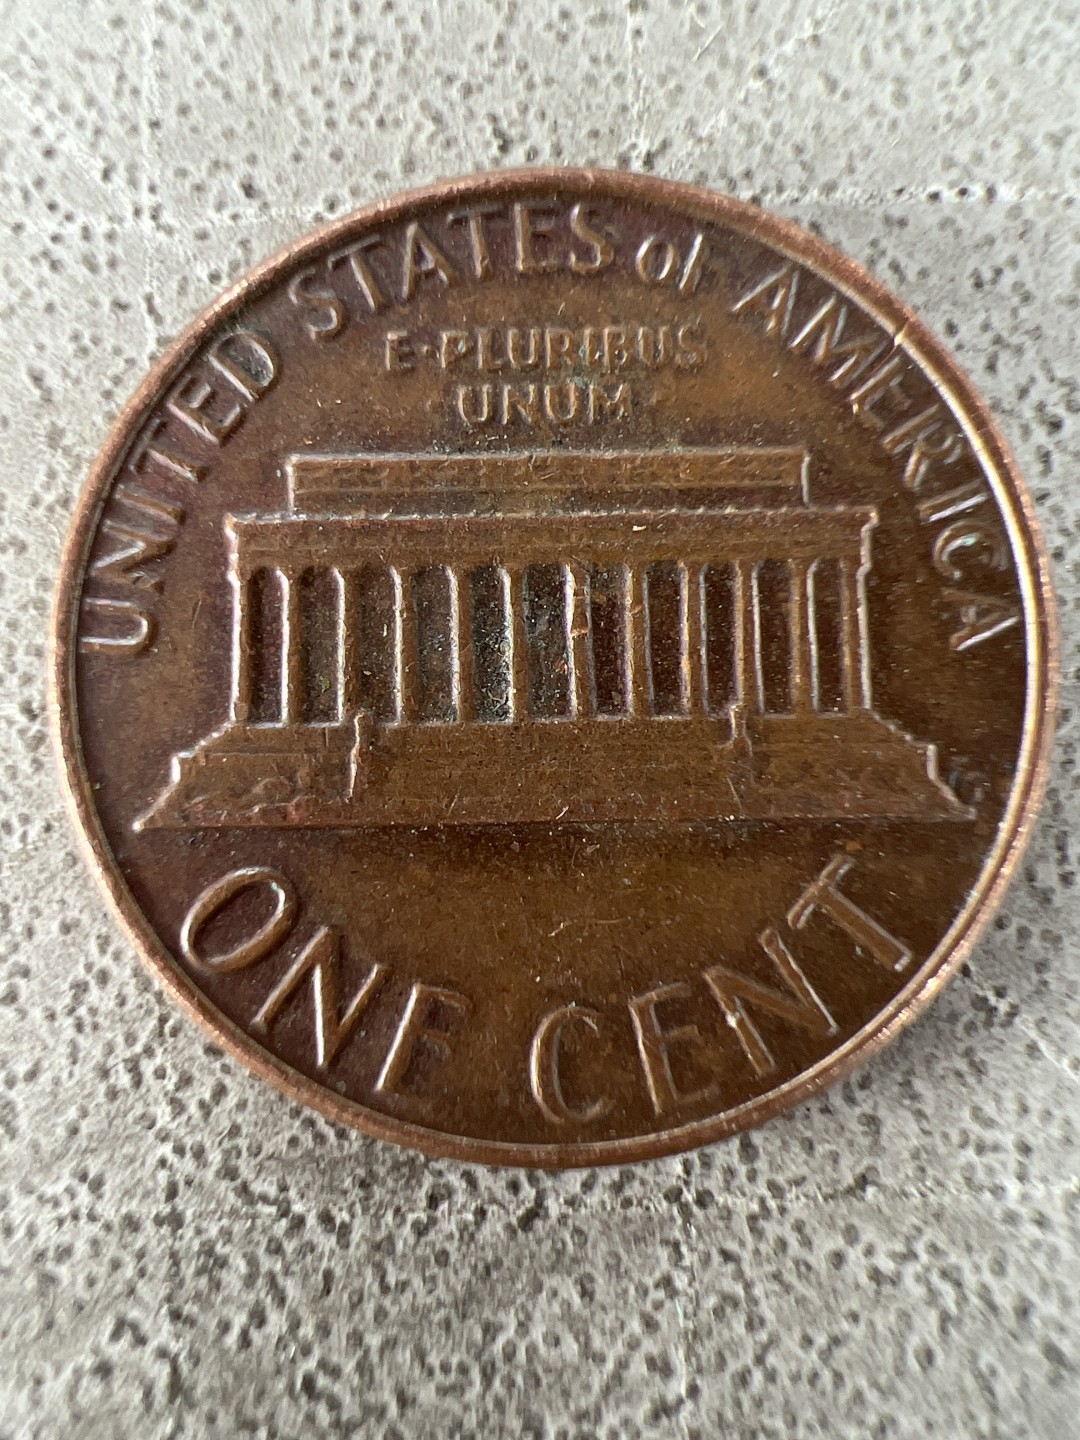 UNITED STATES of AMERICA
E·PLURIBUS
UNUM
ONE CENT